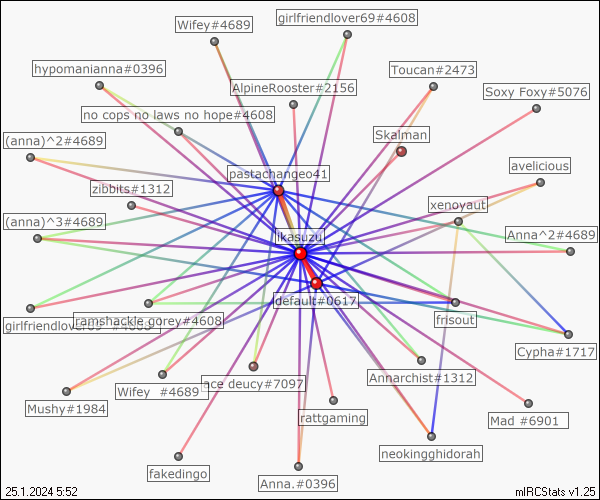 Wifey#4689
girlfriendlover69#4608
hypomanianna#0396
Toucan#2473
AlpineRooster#2156
Soxy Foxy#5076
no cops no laws no hope#4608
Skalman
(anna)^2#4689
pastachangeo41
avelicious
zibbits#1312
xenoyaut
(anna)^3#4689
ikasuzu
Anna^2#4689
default#0617
ramshackle gorey#4608
frisout
girlfriendlover
Cypha#1717
Annarchist#1312
ace deucy#7097
Wifey #4689
Mushy#1984
rattgaming
Mad #6901
neokingghidorah
fakedingo
Anna.#0396
25.1.2024 5:52
mIRCStats v1.25